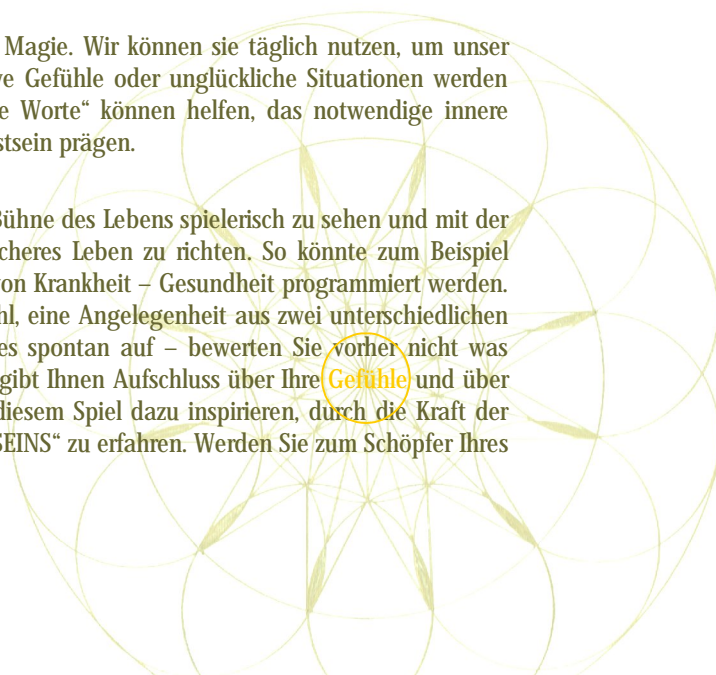 Magie. Wir können sie täglich nutzen, um unser
ve Gefühle oder unglückliche Situationen werden
e Worte“ können helfen, das notwendige innere
stsein prägen.
Bühne des Lebens spielerisch zu sehen und mit der
cheres Leben zu richten. So könnte zum Beispiel
von Krankheit – Gesundheit programmiert werden.
hl, eine Angelegenheit aus zwei unterschiedlichen
es spontan auf – bewerten Sie vorher nicht was
gibt Ihnen Aufschluss über Ihre Gefühle und über
diesem Spiel dazu inspirieren, durch die Kraft der
SEINS“ zu erfahren. Werden Sie zum Schöpfer Ihres